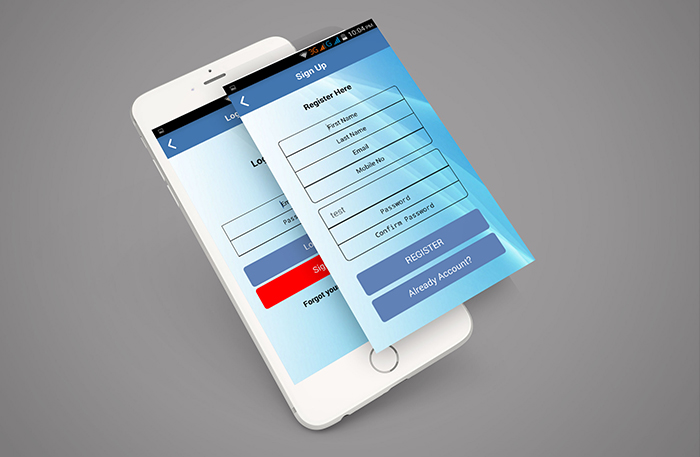 3G G 10:04 PM
Sign Up
Register Here
First Name
Last Name
Email
Mobile No
test Password
Confirm Password
REGISTER
Already Account?
Lo
Lo
Em
Pass
Lo
Sig
Forgot you